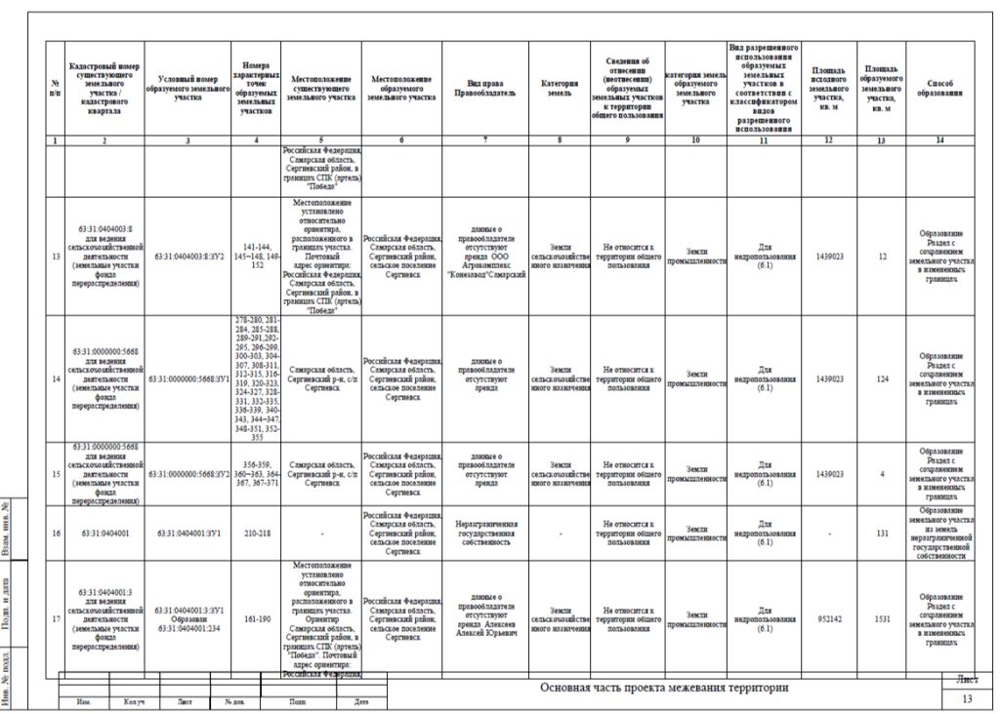 № п/п
Кадастровый номер существующего земельного участка / кадастрового квартала
Условный номер образуемого земельного участка
Номера характерных точек образуемых земельных участков
Местоположение существующего земельного участка
Местоположение образуемого земельного участка
Вид права Правообладатель
Категория земель
Сведения об отнесении (неотнесении) образуемых земельных участков к территории общего пользования
категория земель образуемого земельного участка
Вид разрешенного использования образуемых земельных участков в соответствии с классификатором видов разрешенного использования
Площадь исходного земельного участка, кв. м
Площадь образуемого земельного участка, кв. м
Способ образования
1 2 3 4 5 6 7 8 9 10 11 12 13 14
Российская Федерация, Самарская область, Сергиевский район, в границах СПК (артель) "Победа"
13
63:31:0404003:8 для ведения сельскохозяйственной деятельности (земельные участки фонда перераспределения)
63:31:0404003:8:ЗУ2
141-144, 145–148, 149-152
Местоположение установлено относительно ориентира, расположенного в границах участка. Почтовый адрес ориентира: Российская Федерация, Самарская область, Сергиевский район, в границах СПК (артель) "Победа"
Российская Федерация, Самарская область, Сергиевский район, сельское поселение Сергиевск
данные о правообладателе отсутствуют аренда ООО Агрокомплекс "Конезавод"Самарский
Земли сельскохозяйстве нного назначения
Не относится к территории общего пользования
Земли промышленности
Для недропользования (6.1)
1439023
12
Образование Раздел с сохранением земельного участка в измененных границах
14
63:31:0000000:5668 для ведения сельскохозяйственной деятельности (земельные участки фонда перераспределения)
63:31:0000000:5668:ЗУ1
278-280, 281-284, 285-288, 289-291,292-295, 296-299, 300-303, 304-307, 308-311, 312-315, 316-319, 320-323, 324-327, 328-331, 332-335, 336-339, 340-343, 344–347, 348-351, 352-355
Самарская область, Сергиевский р-н, с/п Сергиевск
Российская Федерация, Самарская область, Сергиевский район, сельское поселение Сергиевск
данные о правообладателе отсутствуют аренда
Земли сельскохозяйстве нного назначения
Не относится к территории общего пользования
Земли промышленности
Для недропользования (6.1)
1439023
124
Образование Раздел с сохранением земельного участка в измененных границах
15
63:31:0000000:5668 для ведения сельскохозяйственной деятельности (земельные участки фонда перераспределения)
63:31:0000000:5668:ЗУ2
356-359, 360–363, 364-367, 367-371
Самарская область, Сергиевский р-н, с/п Сергиевск
Российская Федерация, Самарская область, Сергиевский район, сельское поселение Сергиевск
данные о правообладателе отсутствуют аренда
Земли сельскохозяйстве нного назначения
Не относится к территории общего пользования
Земли промышленности
Для недропользования (6.1)
1439023
4
Образование Раздел с сохранением земельного участка в измененных границах
16
63:31:0404001
63:31:0404001:ЗУ1
210-218
-
Российская Федерация, Самарская область, Сергиевский район, сельское поселение Сергиевск
Неразграниченная государственная собственность
-
Не относится к территории общего пользования
Земли промышленности
Для недропользования (6.1)
-
131
Образование земельного участка из земель неразграниченной государственной собственности
17
63:31:0404001:3 для ведения сельскохозяйственной деятельности (земельные участки фонда перераспределения)
63:31:0404001:3:ЗУ1 Образован 63:31:0404001:234
161-190
Местоположение установлено относительно ориентира, расположенного в границах участка. Ориентир Самарская область, Сергиевский район, в границах СПК (артель) "Победа". Почтовый адрес ориентира: Российская Федерация,
Российская Федерация, Самарская область, Сергиевский район, сельское поселение Сергиевск
данные о правообладателе отсутствуют аренда Алексеев Алексей Юрьевич
Земли сельскохозяйстве нного назначения
Не относится к территории общего пользования
Земли промышленности
Для недропользования (6.1)
952142
1531
Образование Раздел с сохранением земельного участка в измененных границах
Взам. инв. №
Подп. и дата
Инв. № подл.
Изм. Кол.уч Лист № док. Подп. Дата
Основная часть проекта межевания территории
Лист
13